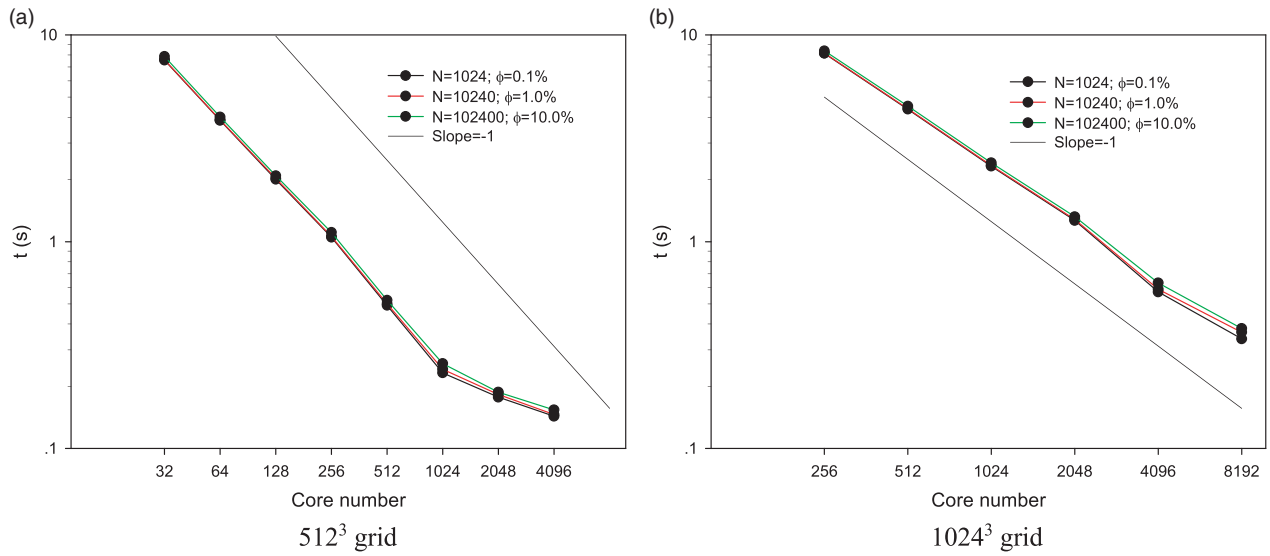 (a)
10
1
.1
t (s)
N=1024; ϕ=0.1%
N=10240; ϕ=1.0%
N=102400; ϕ=10.0%
Slope=-1
32 64 128 256 512 1024 2048 4096
Core number
512³ grid
(b)
10
1
.1
t (s)
N=1024; ϕ=0.1%
N=10240; ϕ=1.0%
N=102400; ϕ=10.0%
Slope=-1
256 512 1024 2048 4096 8192
Core number
1024³ grid